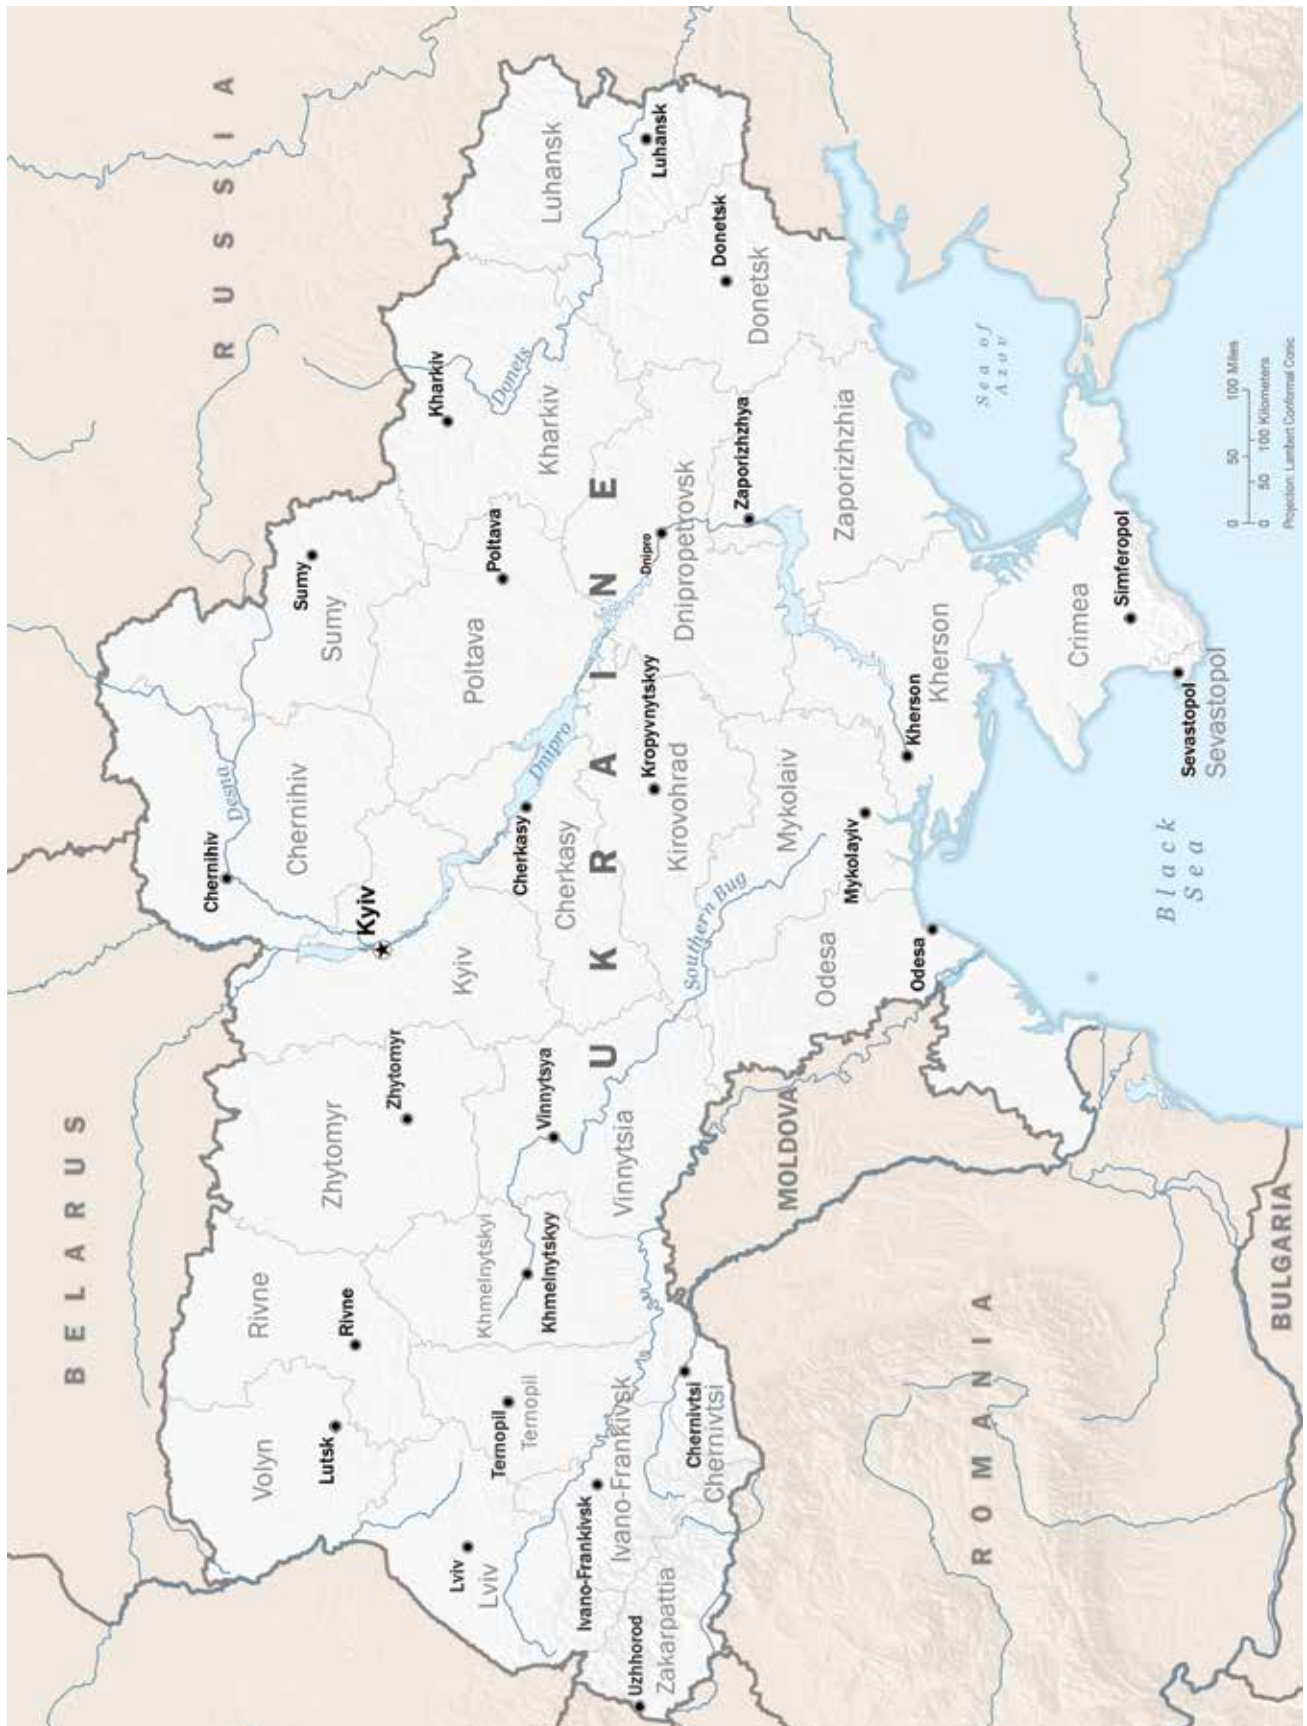 BELARUS
RUSSIA
Volyn
Lutsk
Rivne
Rivne
Zhytomyr
Zhytomyr
Kyiv
Kyiv
Chernihiv
Desna
Chernihiv
Sumy
Sumy
Lviv
Lviv
Ternopil
Ternopil
Khmelnytskyi
Khmelnytskyy
Vinnytsya
Vinnytsia
Cherkasy
Cherkasy
Dnipro
Poltava
Poltava
Kharkiv
Kharkiv
Donets
Luhansk
Luhansk
UKRAINE
Uzhhorod
Zakarpattia
Ivano-Frankivsk
Ivano-Frankivsk
Chernivtsi
Chernivtsi
Southern Bug
Kropyvnytskyy
Kirovohrad
Dnipro
Dnipropetrovsk
Donetsk
Donetsk
Zaporizhzhya
Zaporizhzhia
MOLDOVA
Odesa
Odesa
Mykolaiv
Mykolayiv
Kherson
Kherson
Sea of
Azov
Crimea
Simferopol
Sevastopol
Sevastopol
Black
Sea
ROMANIA
BULGARIA
0 50 100 Miles
0 50 100 Kilometers
Projection: Lambert Conformal Conic